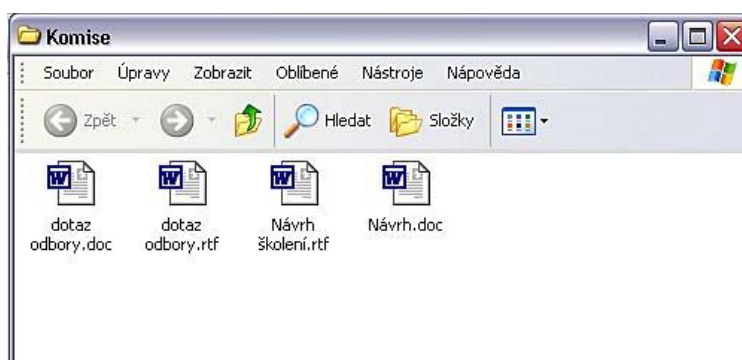 Komise
Soubor Úpravy Zobrazit Oblíbené Nástroje Nápověda
Zpět Hledat Složky
dotaz odbory.doc
dotaz odbory.rtf
Návrh školení.rtf
Návrh.doc